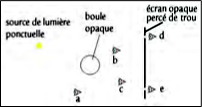 source de lumière
ponctuelle
boule
opaque
écran opaque
percé de trou
a
b
c
d
e